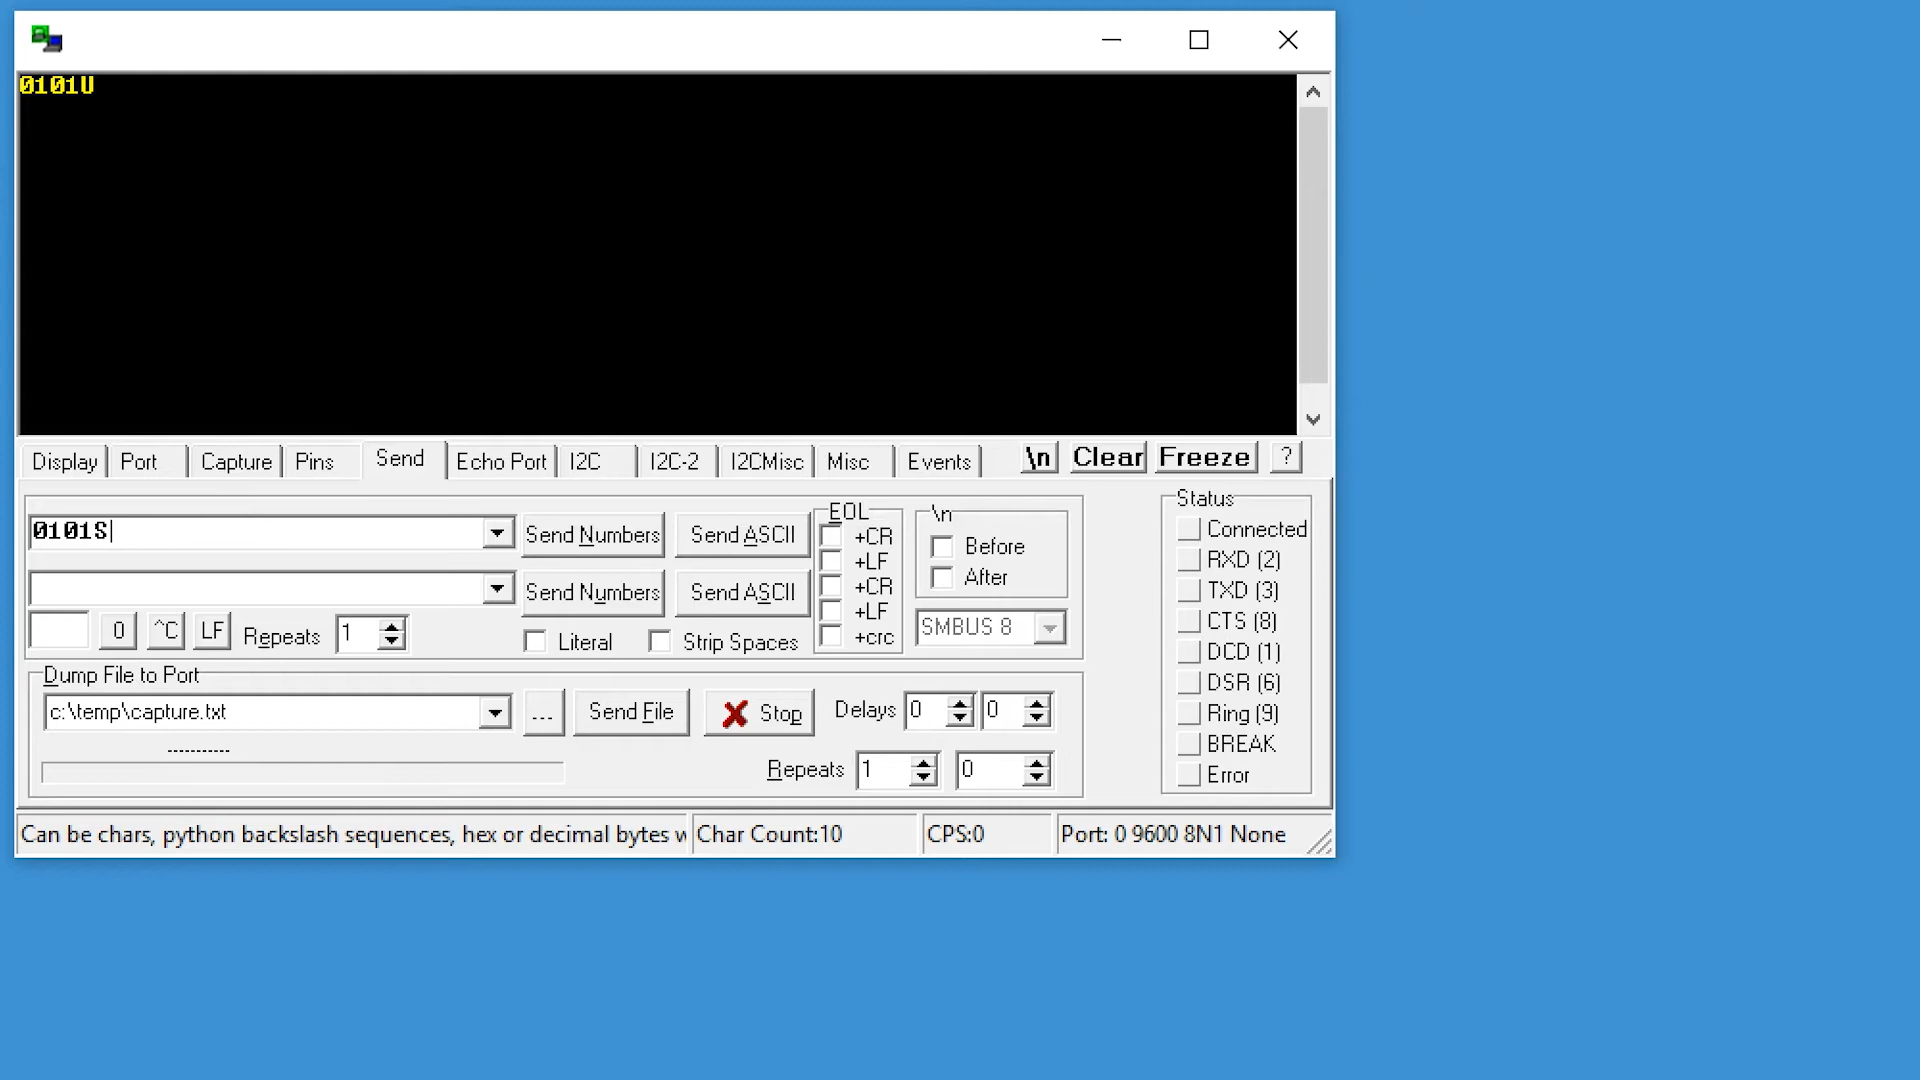 0101U
Display Port Capture Pins Send Echo Port I2C I2C-2 I2CMisc Misc Events \n Clear Freeze ?
0101S
Send Numbers Send ASCII
Send Numbers Send ASCII
0 ^C LF Repeats 1
Literal Strip Spaces
EOL
+CR
+LF
+CR
+LF
+crc
\n
Before
After
SMBUS 8
Dump File to Port
c:\temp\capture.txt ... Send File Stop Delays 0 0
-----------
Repeats 1 0
Status
Connected
RXD (2)
TXD (3)
CTS (8)
DCD (1)
DSR (6)
Ring (9)
BREAK
Error
Can be chars, python backslash sequences, hex or decimal bytes w Char Count:10 CPS:0 Port: 0 9600 8N1 None